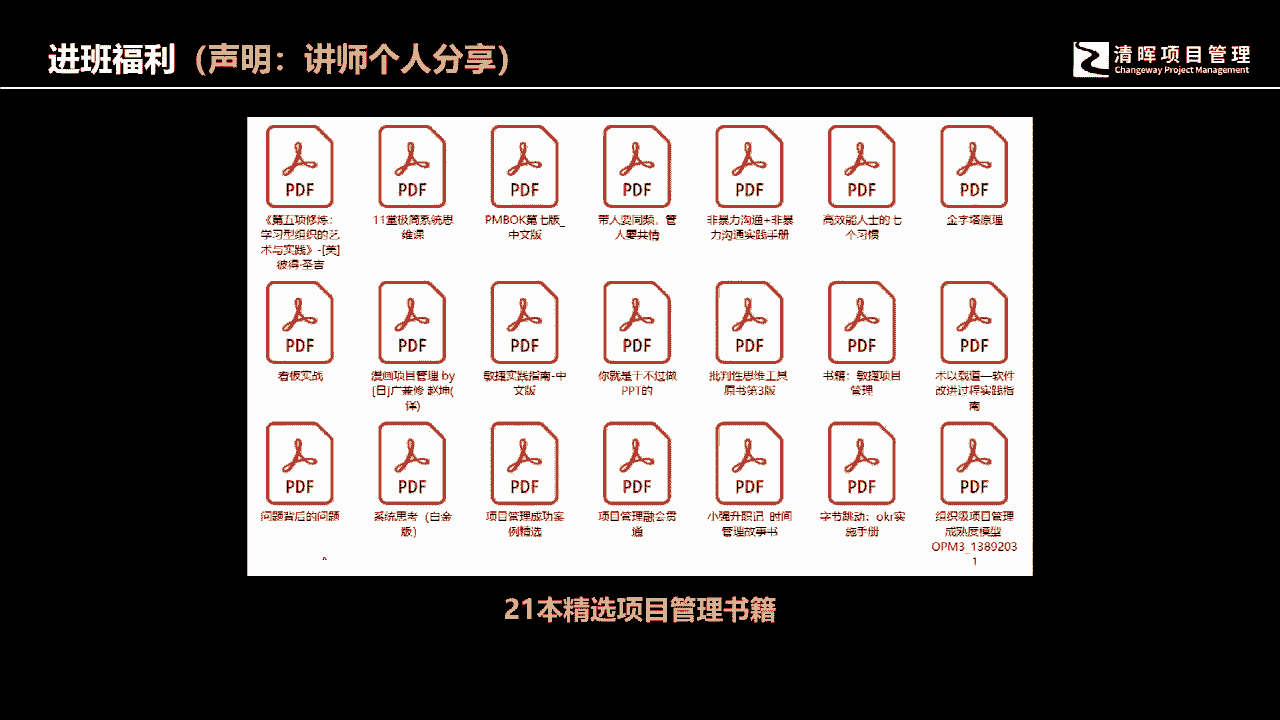 进班福利（声明：讲师个人分享）
清晖项目管理
Changeway Project Management
PDF PDF PDF PDF PDF PDF PDF
《第五项修炼：
学习型组织的艺
术与实践》-[美]
彼得·圣吉
11堂极简系统思
维课
PMBOK第七版_
中文版
带人要同频，管
人要共情
非暴力沟通+非暴
力沟通实践手册
高效能人士的七
个习惯
金字塔原理
PDF PDF PDF PDF PDF PDF PDF
看板实战
漫画项目管理 by
[日]广兼修 赵坤(
译)
敏捷实践指南-中
文版
你就是干不过做
PPT的
批判性思维工具
原书第3版
书籍：敏捷项目
管理
术以载道—软件
改进过程实践指
南
PDF PDF PDF PDF PDF PDF PDF
问题背后的问题
系统思考（白金
版）
项目管理成功案
例精选
项目管理融会贯
通
小强升职记_时间
管理故事书
字节跳动：okr实
施手册
组织级项目管理
成熟度模型
OPM3_1389203
1
21本精选项目管理书籍